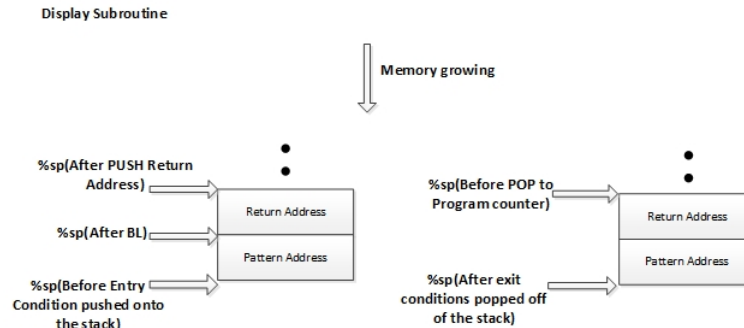 Display Subroutine
Memory growing
%sp(After PUSH Return
Address)
Return Address
%sp(After BL)
Pattern Address
%sp(Before Entry
Condition pushed onto
the stack)
%sp(Before POP to
Program counter)
Return Address
Pattern Address
%sp(After exit
conditions popped off
of the stack)